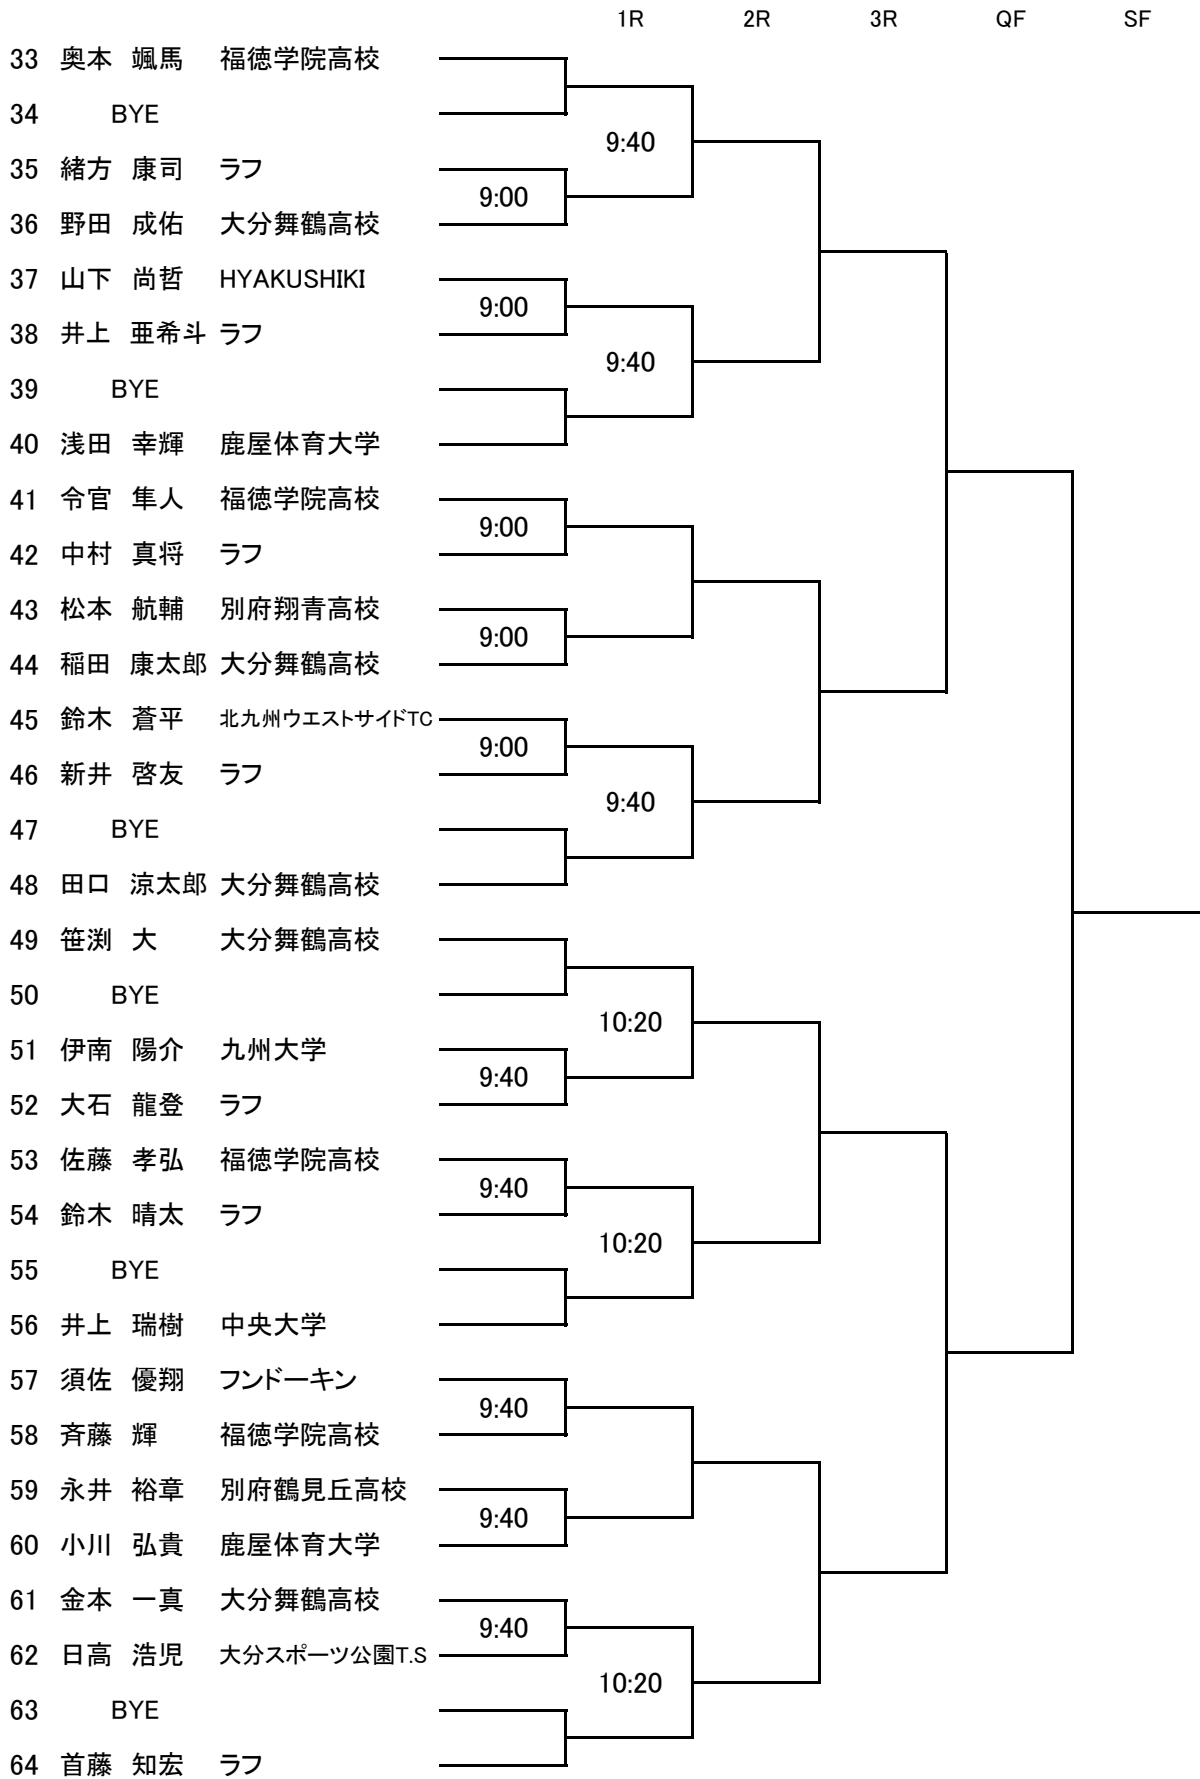 1R 2R 3R QF SF
33 奥本 颯馬 福徳学院高校
34 BYE
9:40
35 緒方 康司 ラフ
9:00
36 野田 成佑 大分舞鶴高校
37 山下 尚哲 HYAKUSHIKI
9:00
38 井上 亜希斗 ラフ
9:40
39 BYE
40 浅田 幸輝 鹿屋体育大学
41 令官 隼人 福徳学院高校
9:00
42 中村 真将 ラフ
43 松本 航輔 別府翔青高校
9:00
44 稲田 康太郎 大分舞鶴高校
45 鈴木 蒼平 北九州ウエストサイドTC
9:00
46 新井 啓友 ラフ
9:40
47 BYE
48 田口 涼太郎 大分舞鶴高校
49 笹渕 大 大分舞鶴高校
50 BYE
10:20
51 伊南 陽介 九州大学
9:40
52 大石 龍登 ラフ
53 佐藤 孝弘 福徳学院高校
9:40
54 鈴木 晴太 ラフ
10:20
55 BYE
56 井上 瑞樹 中央大学
57 須佐 優翔 フンドーキン
9:40
58 斉藤 輝 福徳学院高校
59 永井 裕章 別府鶴見丘高校
9:40
60 小川 弘貴 鹿屋体育大学
61 金本 一真 大分舞鶴高校
9:40
62 日高 浩児 大分スポーツ公園T.S
10:20
63 BYE
64 首藤 知宏 ラフ